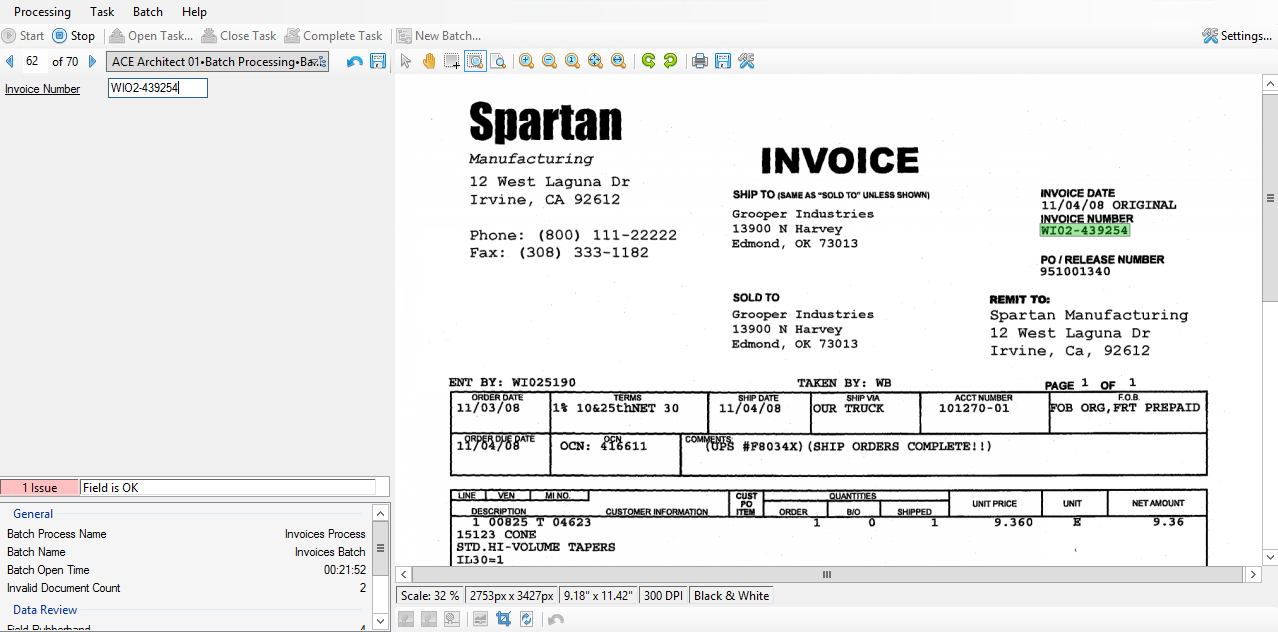 Processing Task Batch Help
Start Stop Open Task... Close Task Complete Task New Batch... Settings...
62 of 70 ACE Architect 01•Batch Processing•Ba
Invoice Number WIO2-439254
Spartan
Manufacturing
12 West Laguna Dr
Irvine, CA 92612
Phone: (800) 111-22222
Fax: (308) 333-1182
INVOICE
SHIP TO (SAME AS "SOLD TO" UNLESS SHOWN)
Grooper Industries
13900 N Harvey
Edmond, OK 73013
INVOICE DATE
11/04/08 ORIGINAL
INVOICE NUMBER
WI02-439254
PO / RELEASE NUMBER
951001340
SOLD TO
Grooper Industries
13900 N Harvey
Edmond, OK 73013
REMIT TO:
Spartan Manufacturing
12 West Laguna Dr
Irvine, Ca, 92612
ENT BY: WI025190 TAKEN BY: WB PAGE 1 OF 1
ORDER DATE TERMS SHIP DATE SHIP VIA ACCT NUMBER F.O.B.
11/03/08 1% 10&25thNET 30 11/04/08 OUR TRUCK 101270-01 FOB ORG,FRT PREPAID
ORDER DUE DATE OCN COMMENTS:
11/04/08 OCN: 416611 (UPS #F8034X)(SHIP ORDERS COMPLETE!!)
LINE VEN MI NO. CUST PO ITEM QUANTITIES UNIT PRICE UNIT NET AMOUNT
DESCRIPTION CUSTOMER INFORMATION ORDER B/O SHIPPED
1 00825 T 04623 1 0 1 9.360 E 9.36
15123 CONE
STD.HI-VOLUME TAPERS
IL30=1
1 Issue Field is OK
General
Batch Process Name Invoices Process
Batch Name Invoices Batch
Batch Open Time 00:21:52
Invalid Document Count 2
Data Review
Field Rubberband 4
Scale: 32 % 2753px x 3427px 9.18" x 11.42" 300 DPI Black & White